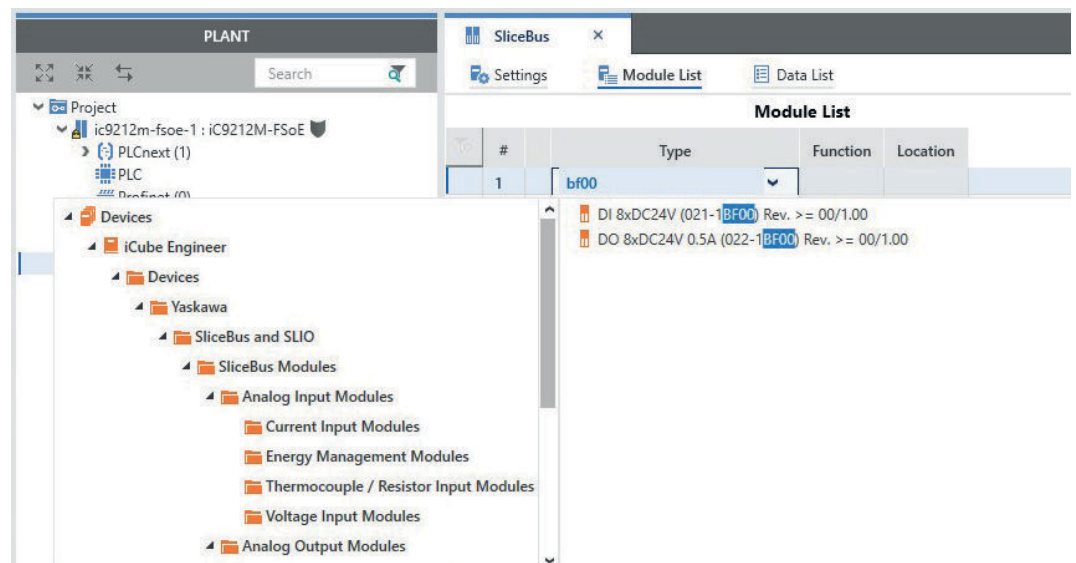 PLANT
Search
Project
ic9212m-fsoe-1 : iC9212M-FSoE
PLCnext (1)
PLC
Profinet (0)
SliceBus ×
Settings Module List Data List
Module List
# Type Function Location
1 bf00
Devices
iCube Engineer
Devices
Yaskawa
SliceBus and SLIO
SliceBus Modules
Analog Input Modules
Current Input Modules
Energy Management Modules
Thermocouple / Resistor Input Modules
Voltage Input Modules
Analog Output Modules
DI 8xDC24V (021-1BF00) Rev. >= 00/1.00
DO 8xDC24V 0.5A (022-1BF00) Rev. >= 00/1.00